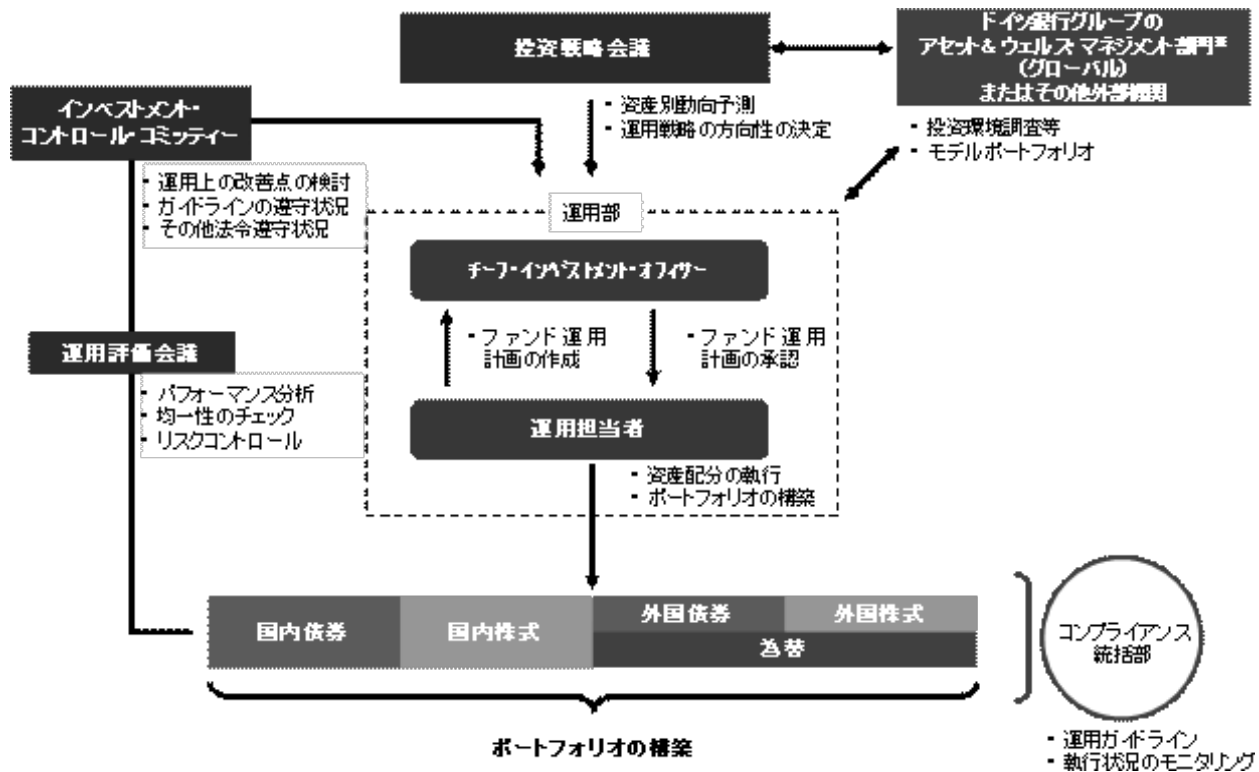 投資戦略会議
ドイツ銀行グループの
アセット&ウェルスマネジメント部門※
(グローバル)
またはその他外部機関
インベストメント・
コントロール・コミッティー
・資産別動向予測
・運用戦略の方向性の決定
・投資環境調査等
・モデルポートフォリオ
・運用上の改善点の検討
・ガイドラインの遵守状況
・その他法令遵守状況
運用部
チーフ・インベストメント・オフィサー
・ファンド運用
計画の作成
・ファンド運用
計画の承認
運用評価会議
・パフォーマンス分析
・均一性のチェック
・リスクコントロール
運用担当者
・資産配分の執行
・ポートフォリオの構築
国内債券
国内株式
外国債券
外国株式
為替
コンプライアンス
統括部
ポートフォリオの構築
・運用ガイドライン
・執行状況のモニタリング